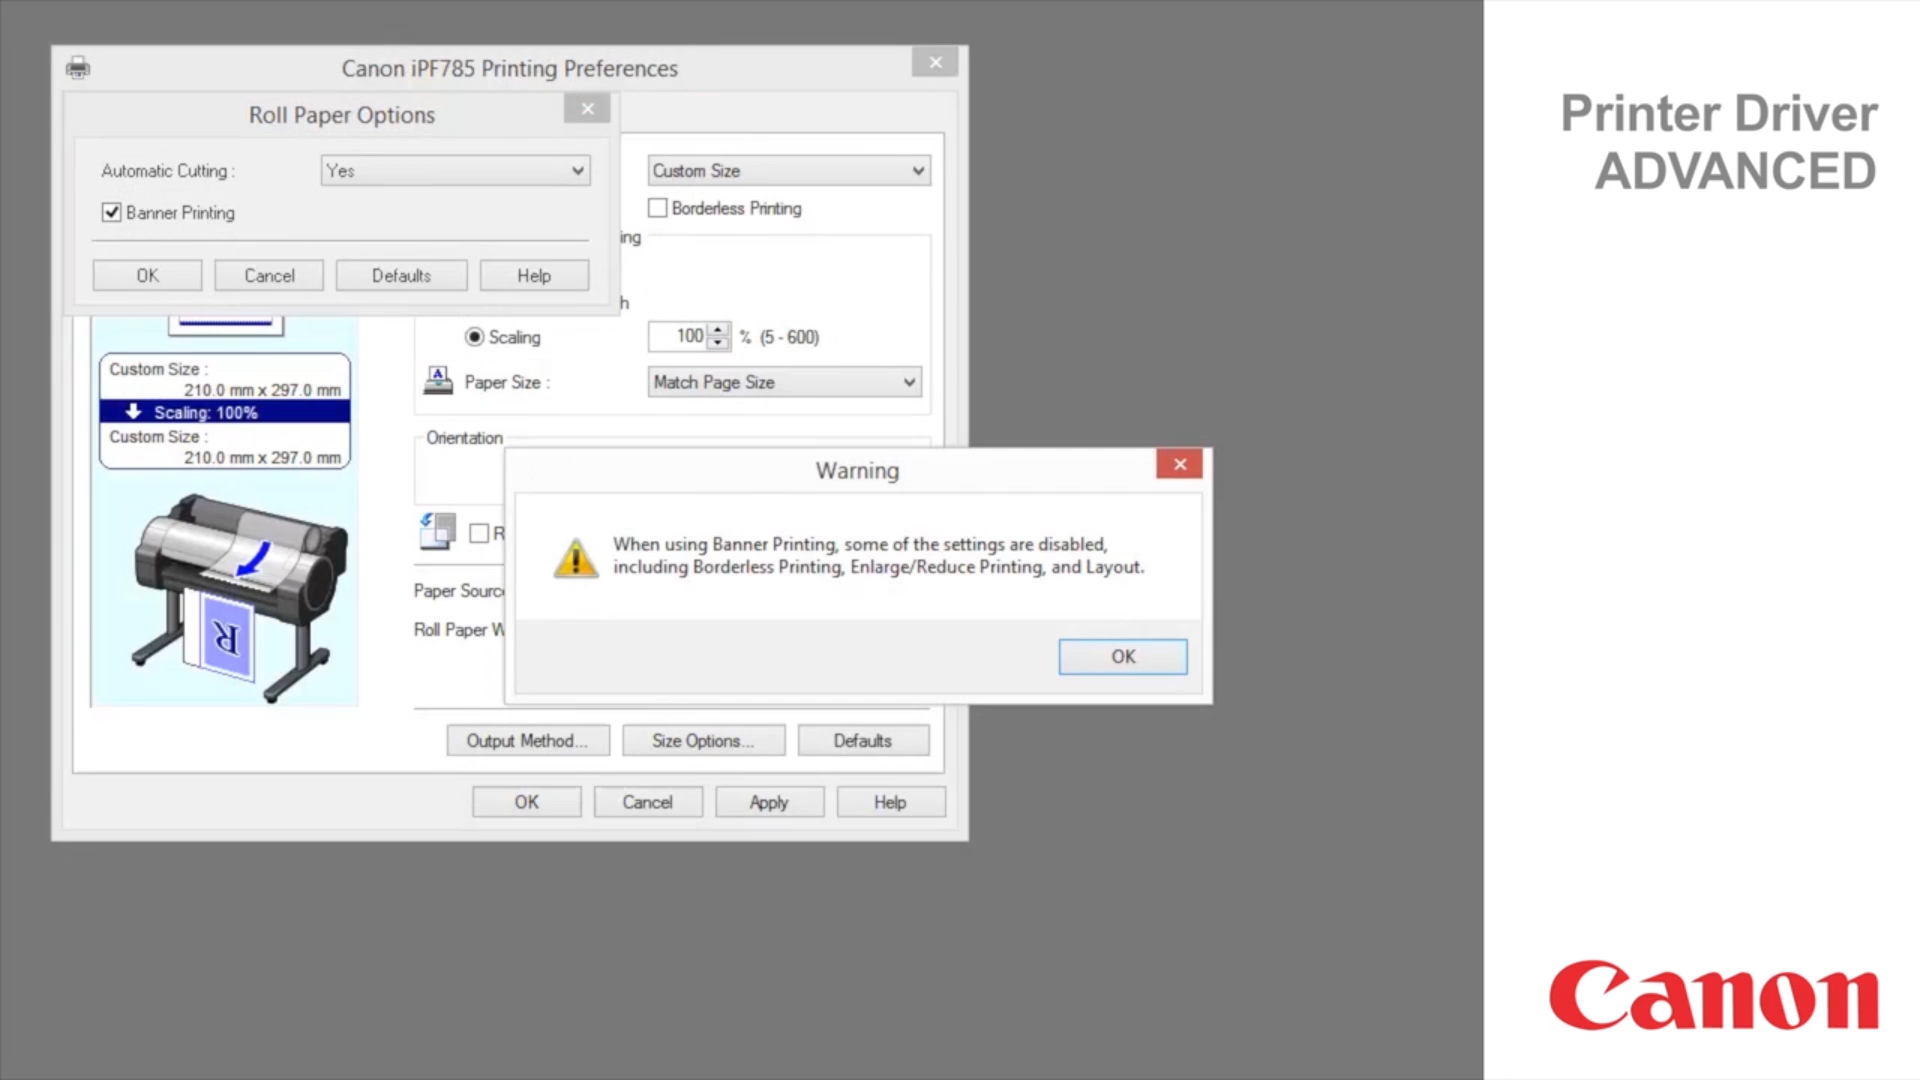 Canon iPF785 Printing Preferences
Roll Paper Options
Automatic Cutting :
Yes
Banner Printing
OK
Cancel
Defaults
Help
Custom Size
Borderless Printing
Scaling
100
% (5 - 600)
Paper Size :
Match Page Size
Custom Size :
210.0 mm x 297.0 mm
Scaling: 100%
Custom Size :
210.0 mm x 297.0 mm
Orientation
R
Paper Sourc
Roll Paper W
Warning
When using Banner Printing, some of the settings are disabled,
including Borderless Printing, Enlarge/Reduce Printing, and Layout.
OK
Output Method...
Size Options...
Defaults
OK
Cancel
Apply
Help
Printer Driver
ADVANCED
Canon